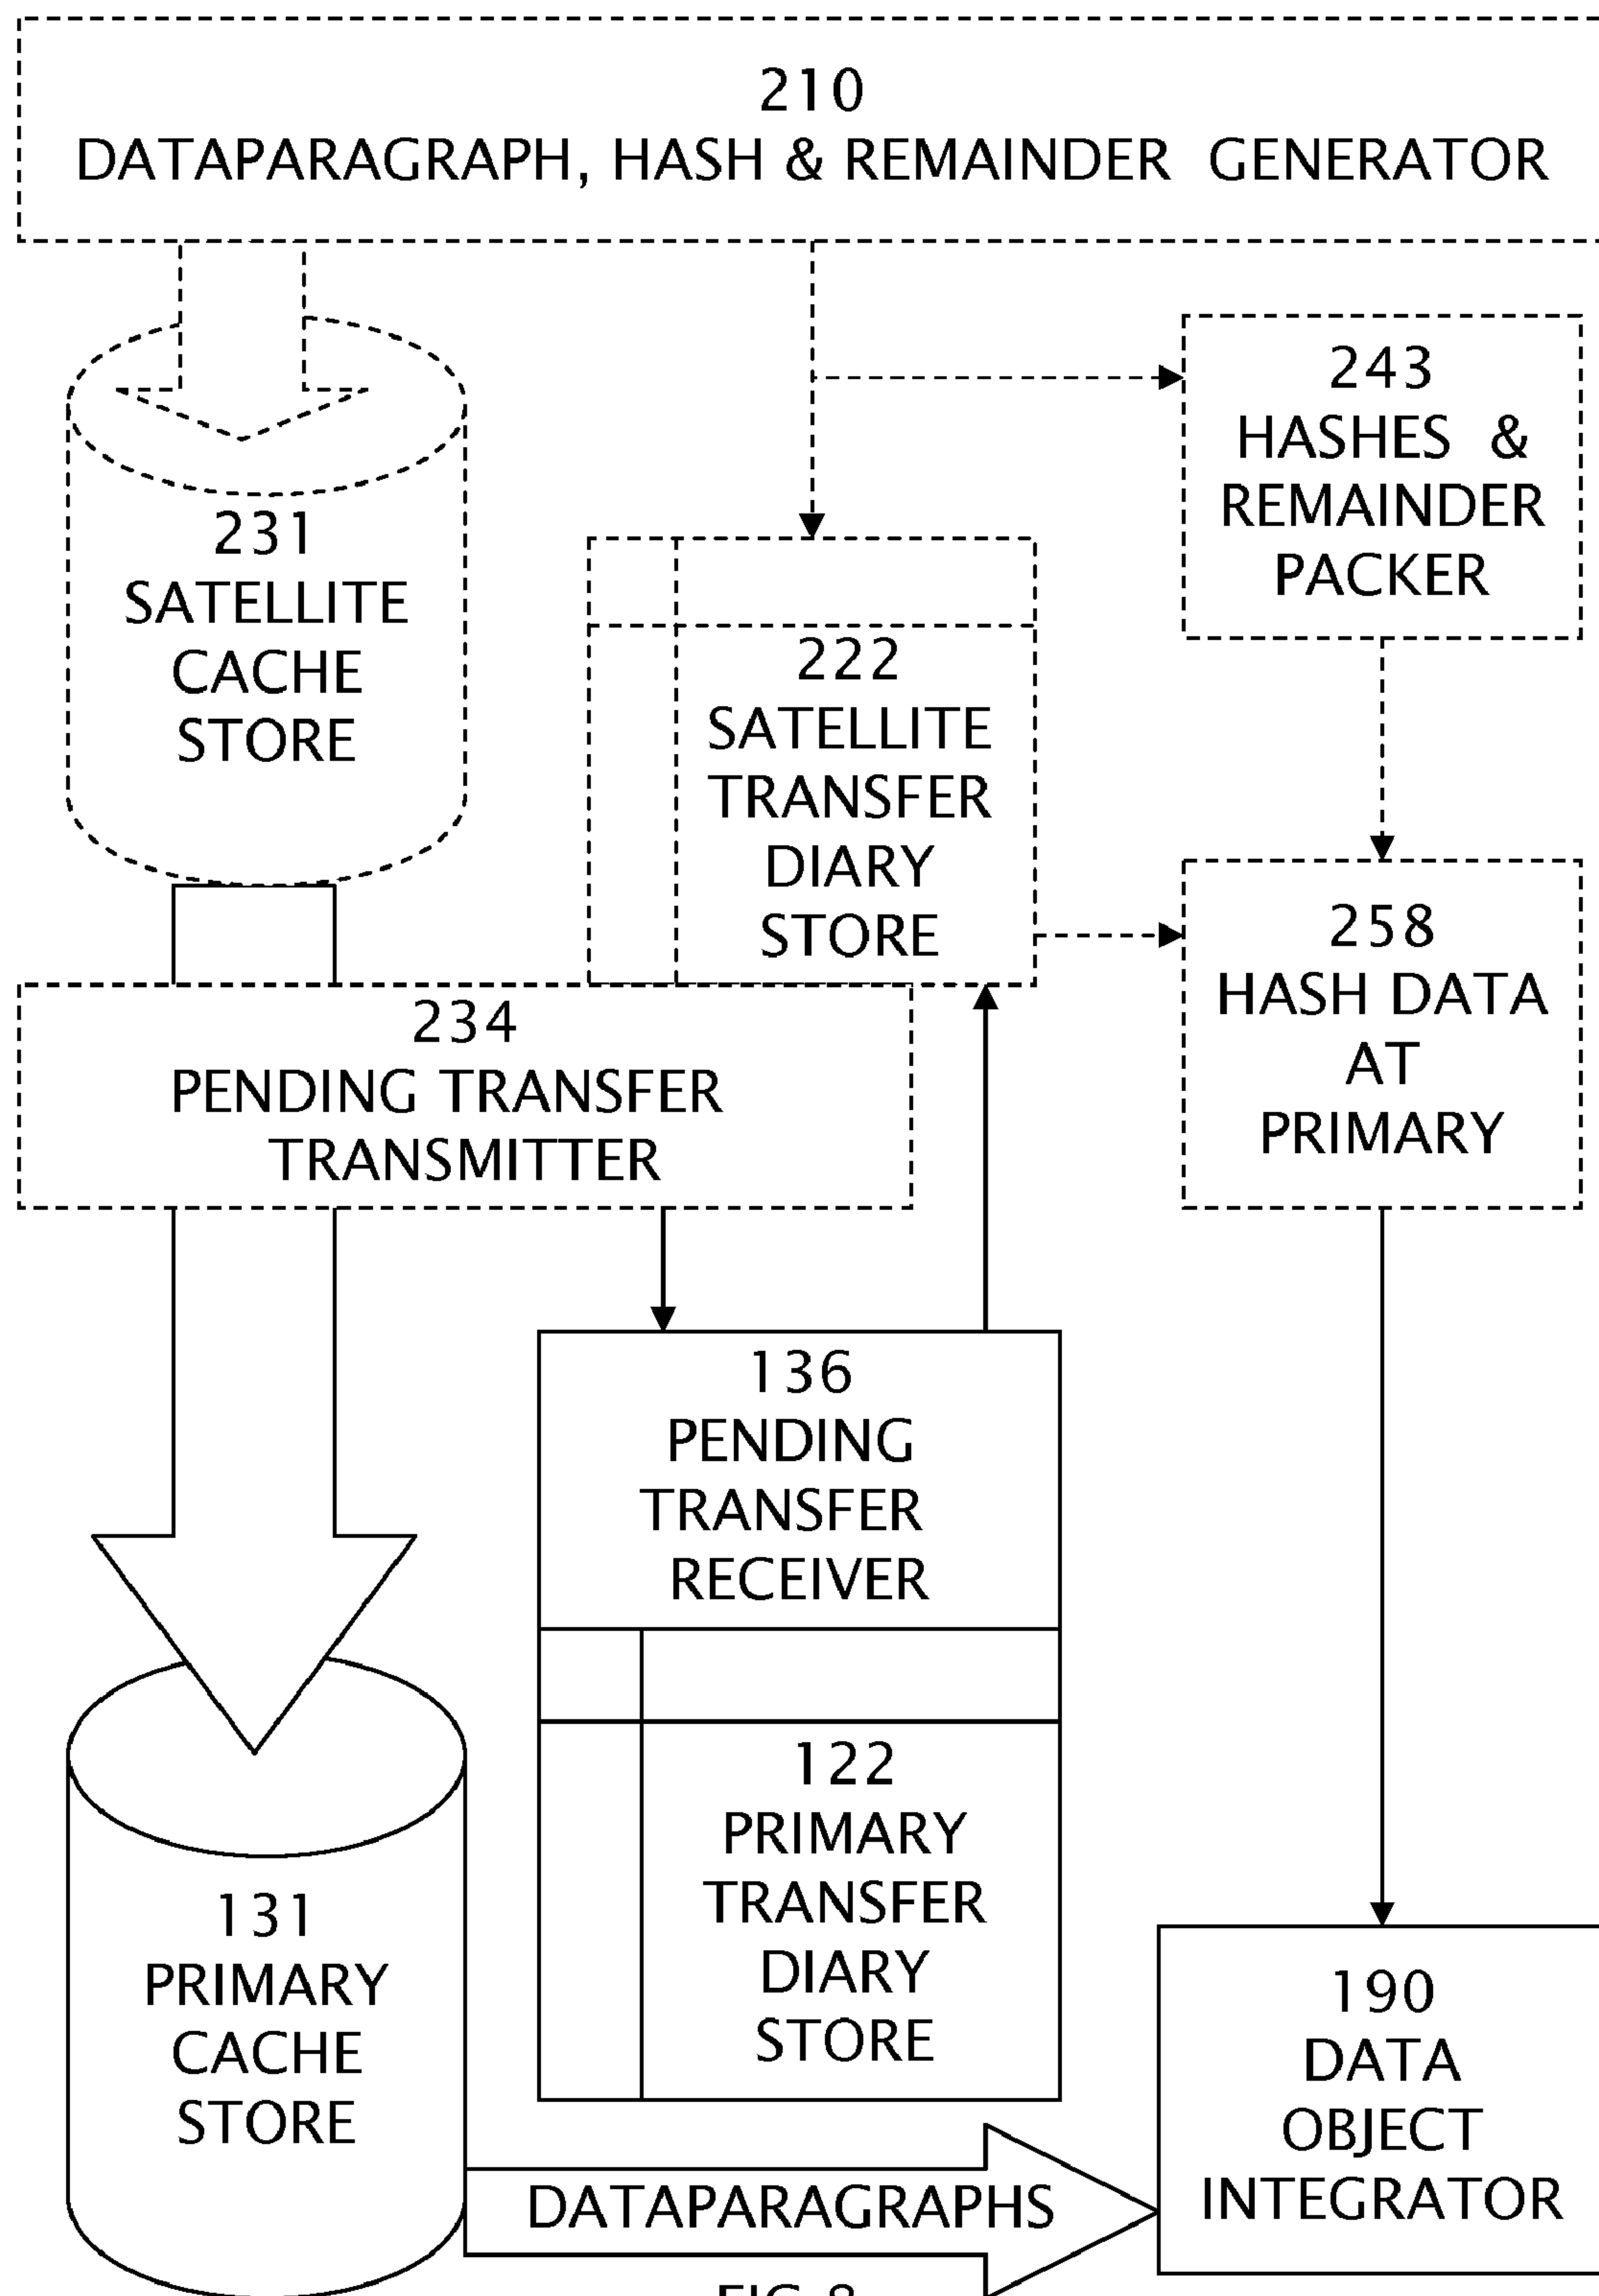 210
DATAPARAGRAPH, HASH & REMAINDER GENERATOR
243
HASHES &
REMAINDER
PACKER
231
SATELLITE
CACHE
STORE
222
SATELLITE
TRANSFER
DIARY
STORE
258
HASH DATA
AT
PRIMARY
234
PENDING TRANSFER
TRANSMITTER
136
PENDING
TRANSFER
RECEIVER
122
PRIMARY
TRANSFER
DIARY
STORE
131
PRIMARY
CACHE
STORE
190
DATA
OBJECT
INTEGRATOR
DATAPARAGRAPHS